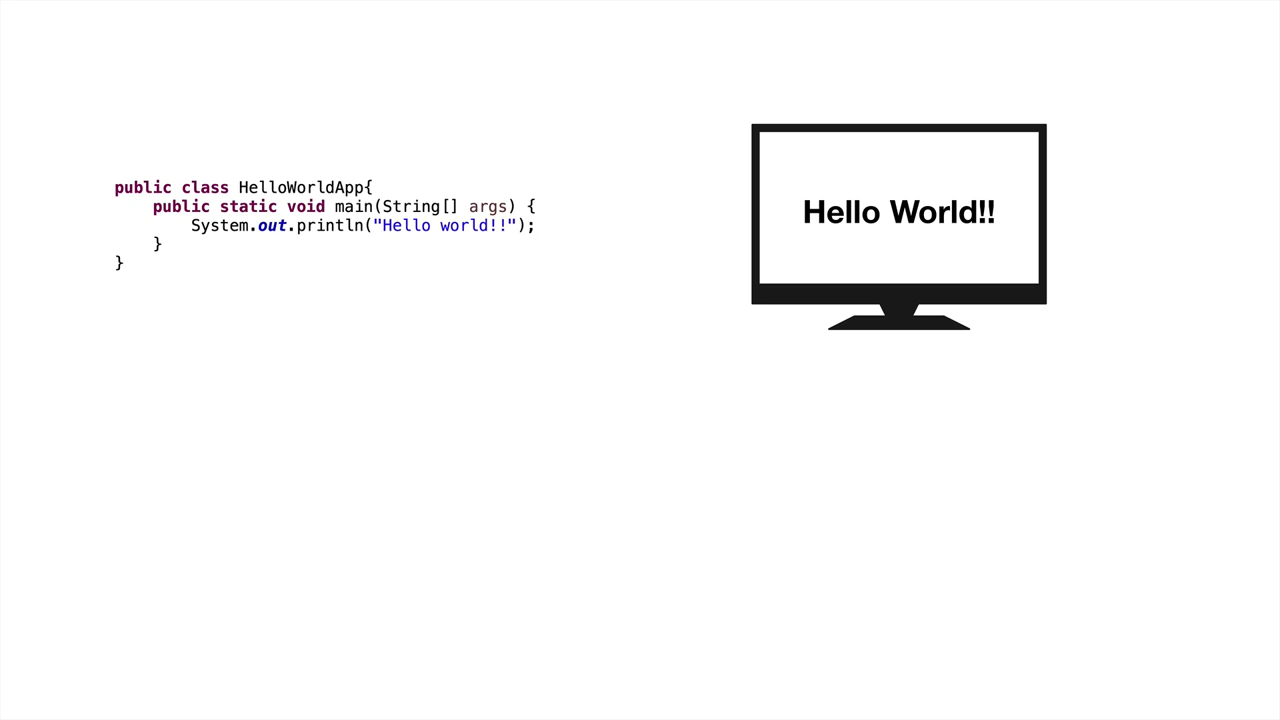 public class HelloWorldApp{
    public static void main(String[] args) {
        System.out.println("Hello world!!");
    }
}
Hello World!!